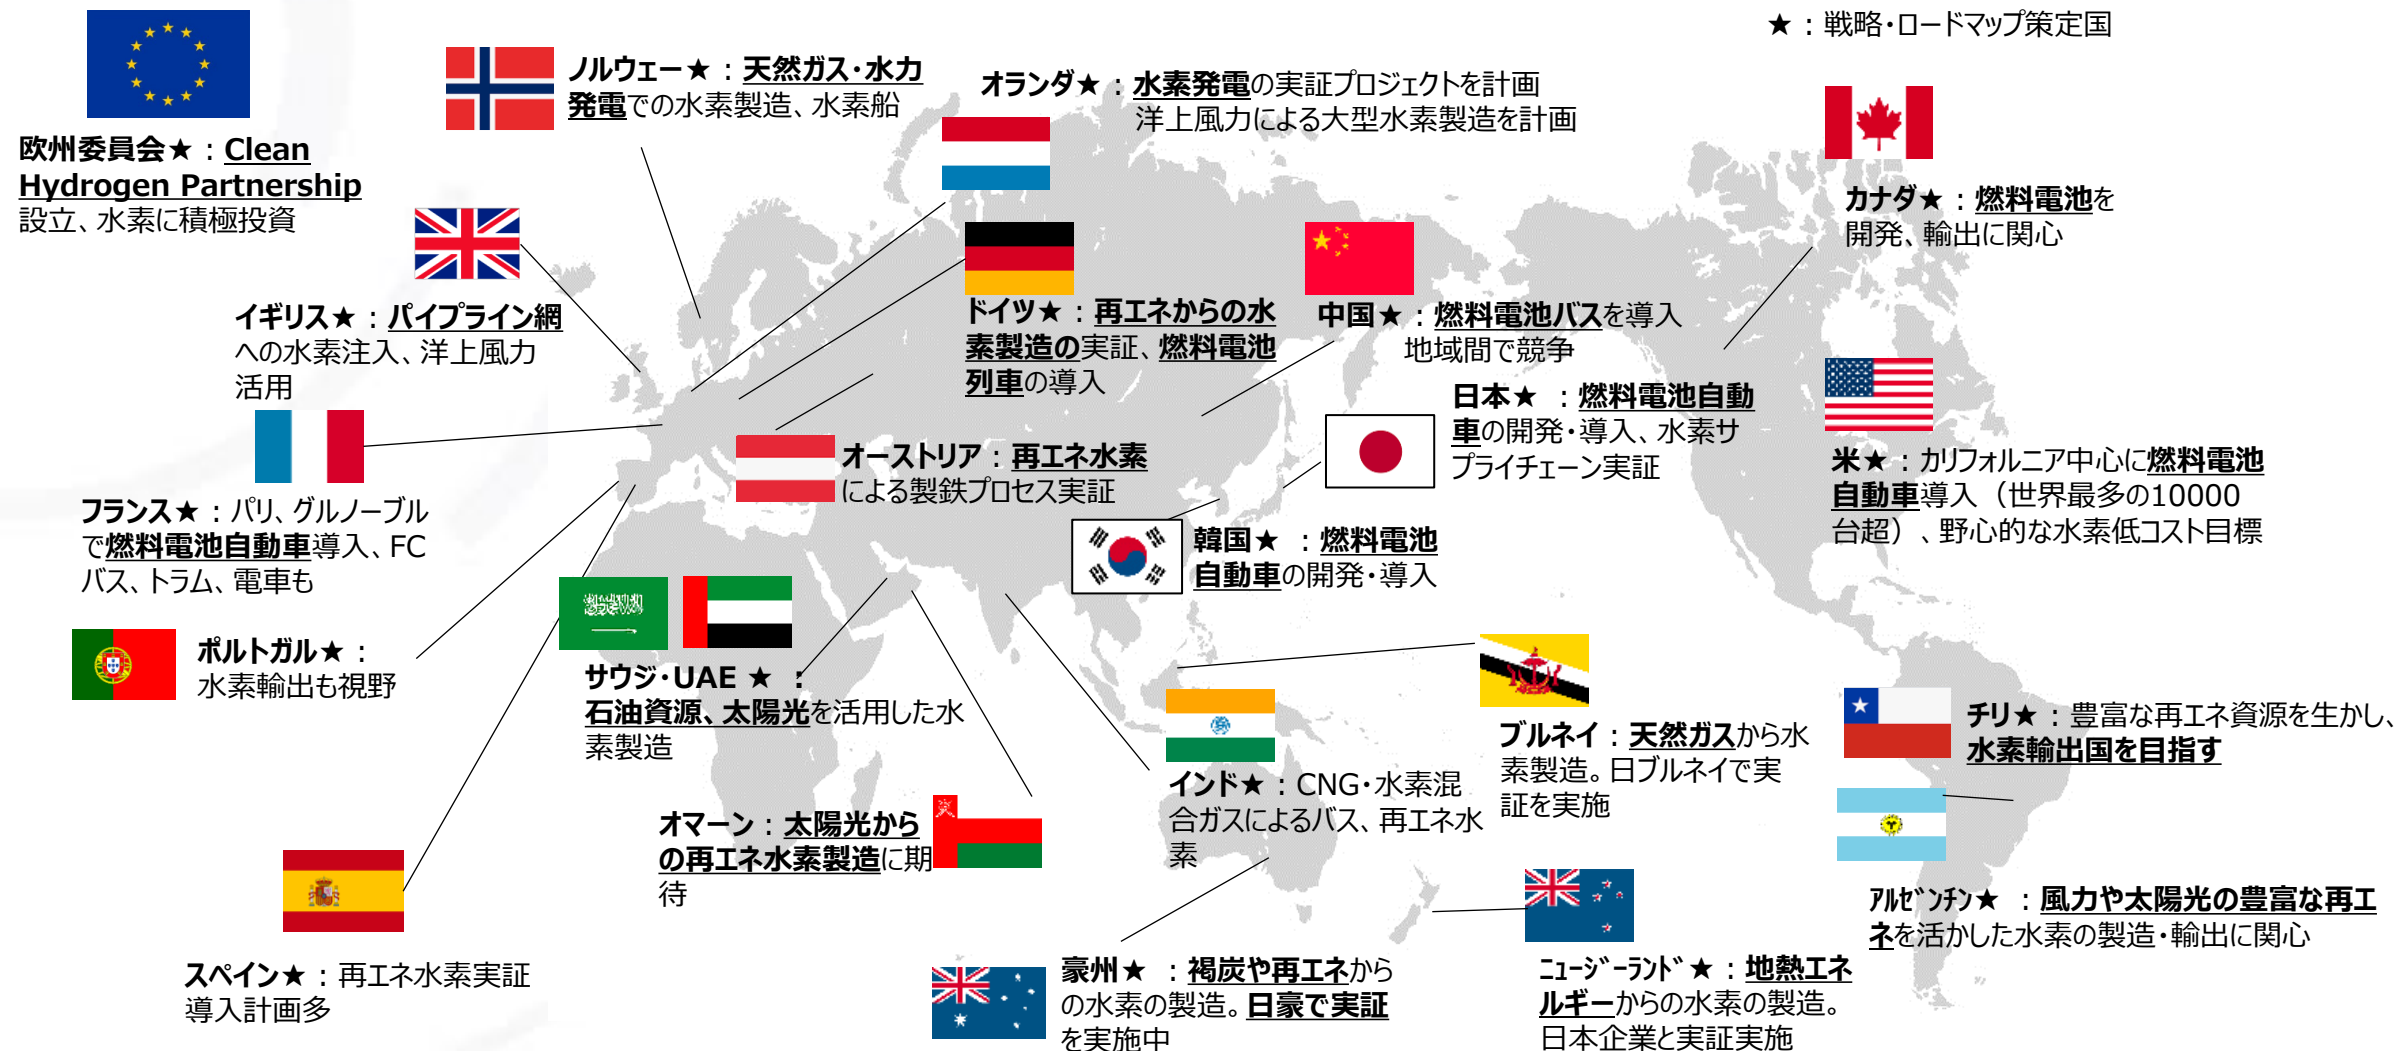 ★：戦略・ロードマップ策定国
欧州委員会★：Clean
Hydrogen Partnership
設立、水素に積極投資
ノルウェー★：天然ガス・水力
発電での水素製造、水素船
オランダ★：水素発電の実証プロジェクトを計画
洋上風力による大型水素製造を計画
カナダ★：燃料電池を
開発、輸出に関心
イギリス★：パイプライン網
への水素注入、洋上風力
活用
ドイツ★：再エネからの水
素製造の実証、燃料電池
列車の導入
中国★：燃料電池バスを導入
地域間で競争
日本★ ：燃料電池自動
車の開発・導入、水素サ
プライチェーン実証
米★：カリフォルニア中心に燃料電池
自動車導入（世界最多の10000
台超）、野心的な水素低コスト目標
フランス★：パリ、グルノーブル
で燃料電池自動車導入、FC
バス、トラム、電車も
オーストリア：再エネ水素
による製鉄プロセス実証
韓国★ ：燃料電池
自動車の開発・導入
ポルトガル★：
水素輸出も視野
サウジ・UAE ★ ：
石油資源、太陽光を活用した水
素製造
オマーン：太陽光から
の再エネ水素製造に期
待
インド★：CNG・水素混
合ガスによるバス、再エネ水
素
ブルネイ：天然ガスから水
素製造。日ブルネイで実
証を実施
チリ★：豊富な再エネ資源を生かし、
水素輸出国を目指す
ｱﾙｾﾞﾝﾁﾝ★ ：風力や太陽光の豊富な再エ
ネを活かした水素の製造・輸出に関心
スペイン★：再エネ水素実証
導入計画多
豪州★ ：褐炭や再エネから
の水素の製造。日豪で実証
を実施中
ﾆｭｰｼﾞｰﾗﾝﾄﾞ★：地熱エネ
ルギーからの水素の製造。
日本企業と実証実施